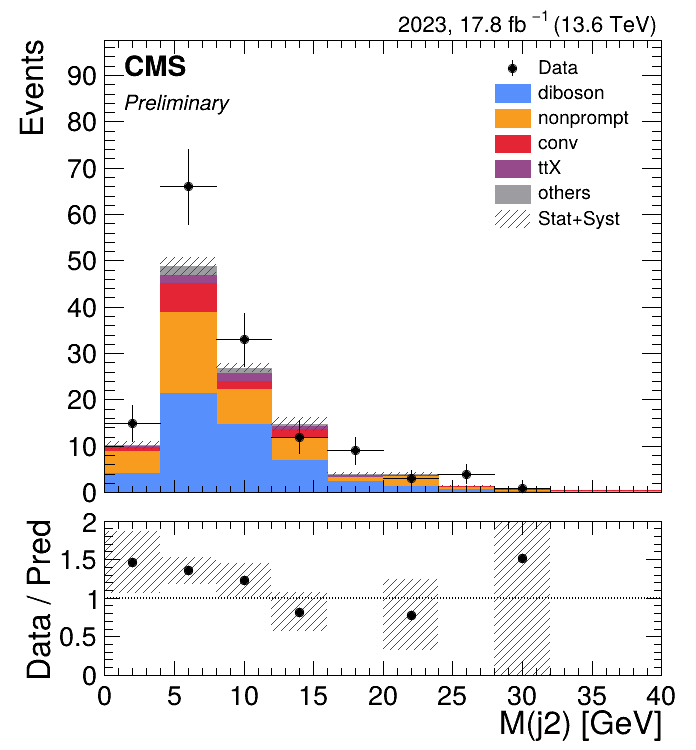 2023, 17.8 fb⁻¹ (13.6 TeV)
CMS
Preliminary
Events
90
80
70
60
50
40
30
20
10
0
Data
diboson
nonprompt
conv
ttX
others
Stat+Syst
Data / Pred
2
1.5
1
0.5
0
0 5 10 15 20 25 30 35 40
M(j2) [GeV]